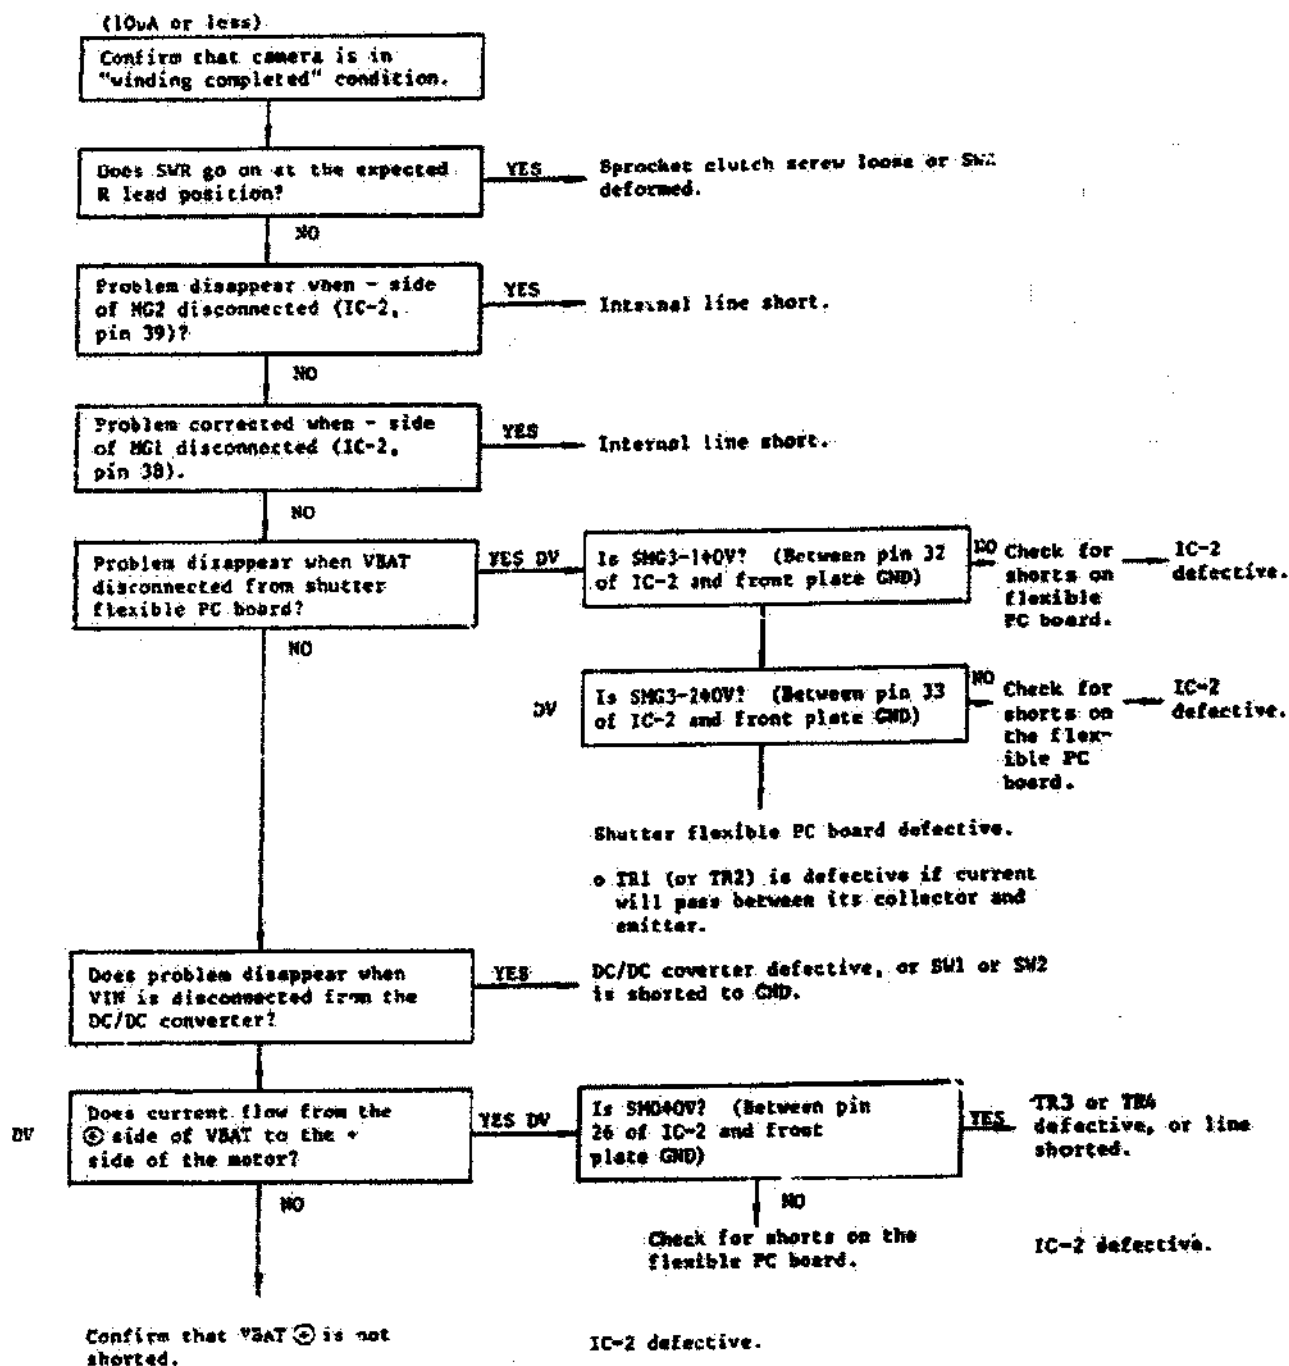 (10µA or less)
Confirm that camera is in
"winding completed" condition.
Does SWR go on at the expected
R lead position?
YES
Sprocket clutch screw loose or SWR
deformed.
NO
Problem disappear when - side
of MG2 disconnected (IC-2,
pin 39)?
YES
Internal line short.
NO
Problem corrected when - side
of MG1 disconnected (IC-2,
pin 38).
YES
Internal line short.
NO
Problem disappear when VBAT
disconnected from shutter
flexible PC board?
YES DV
Is SMG3-1≑0V? (Between pin 32
of IC-2 and front plate GND)
NO
Check for
shorts on
flexible
PC board.
IC-2
defective.
NO
DV
Is SMG3-2≑0V? (Between pin 33
of IC-2 and front plate GND)
NO
Check for
shorts on
the flex-
ible PC
board.
IC-2
defective.
Shutter flexible PC board defective.
o TR1 (or TR2) is defective if current
will pass between its collector and
emitter.
Does problem disappear when
VIN is disconnected from the
DC/DC converter?
YES
DC/DC coverter defective, or SW1 or SW2
is shorted to GND.
DV
Does current flow from the
⊕ side of VBAT to the +
side of the motor?
YES DV
Is SMO≑0V? (Between pin
26 of IC-2 and front
plate GND)
YES
TR3 or TR4
defective, or line
shorted.
NO
NO
Check for shorts on the
flexible PC board.
IC-2 defective.
Confirm that VBAT ⊕ is not
shorted.
IC-2 defective.